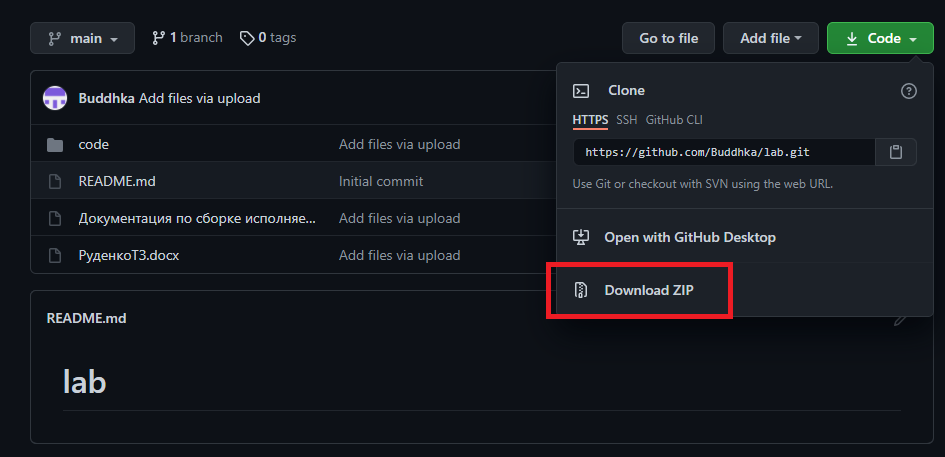 main
1 branch
0 tags
Go to file
Add file
Code
Buddhka Add files via upload
code Add files via upload
README.md Initial commit
Документация по сборке исполняе... Add files via upload
РуденкоТЗ.docx Add files via upload
Clone
HTTPS SSH GitHub CLI
https://github.com/Buddhka/lab.git
Use Git or checkout with SVN using the web URL.
Open with GitHub Desktop
Download ZIP
README.md
lab